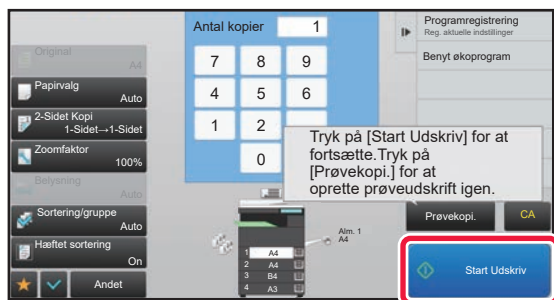 Antal kopier 1
Programregistrering
Reg. aktuelle indstillinger
Original
A4
Benyt økoprogram
7 8 9
Papirvalg
Auto
4 5 6
2-Sidet Kopi
1-Sidet→1-Sidet
1 2
Tryk på [Start Udskriv] for at
fortsætte.Tryk på
[Prøvekopi.] for at
oprette prøveudskrift igen.
Zoomfaktor
100%
0
Belysning
Auto
Sortering/gruppe
Auto
Prøvekopi.
CA
Alm. 1
A4
Hæftet sortering
On
1 A4
2 A4
3 B4
4 A3
Andet
Start Udskriv